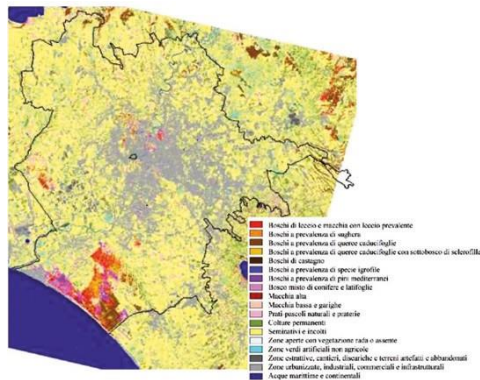 Boschi di leccio e macchia con leccio prevalente
Boschi a prevalenza di sughera
Boschi a prevalenza di querce caducifoglie
Boschi a prevalenza di querce caducifoglie con sottobosco di sclerofille
Boschi di castagno
Boschi a prevalenza di specie igrofile
Boschi a prevalenza di pini mediterranei
Bosco misto di conifere e latifoglie
Macchia alta
Macchia bassa e garighe
Prati pascoli naturali e praterie
Colture permanenti
Seminativi e incolti
Zone aperte con vegetazione rada o assente
Zone verdi artificiali non agricole
Zone estrattive, cantieri, discariche e terreni artefatti e abbandonati
Zone urbanizzate, industriali, commerciali e infrastrutturali
Acque marittime e continentali